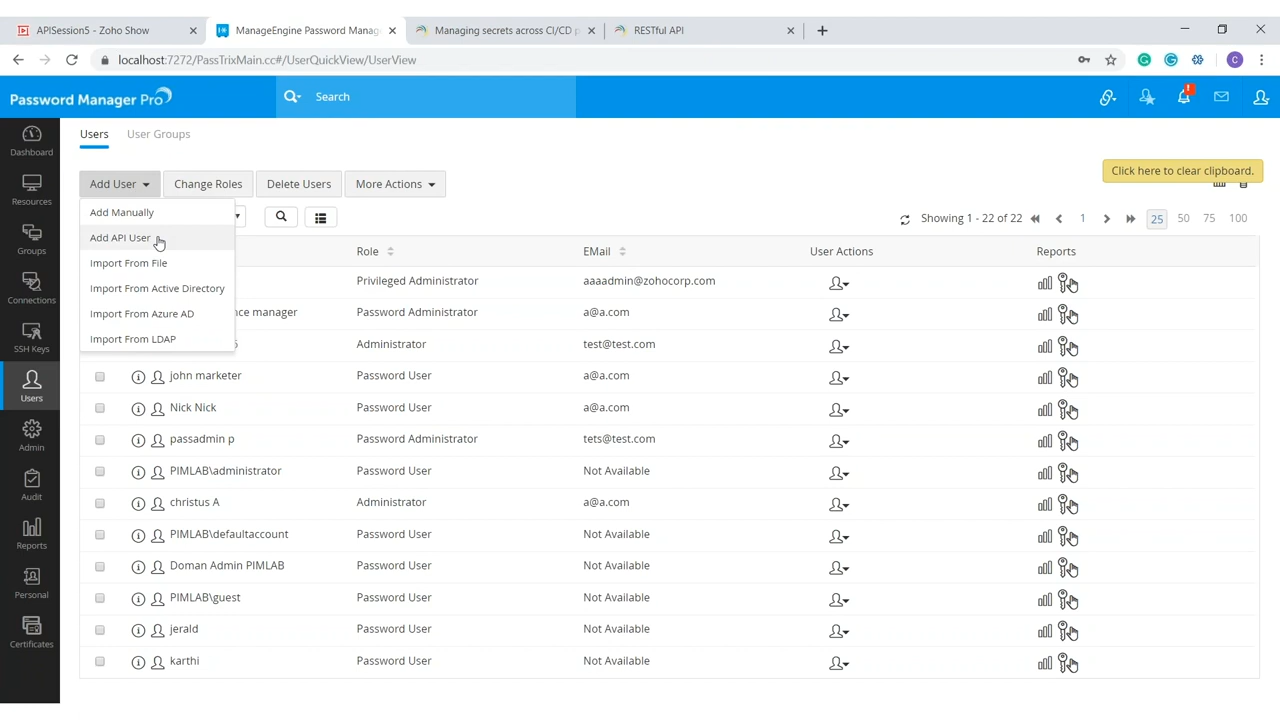 APISession5 - Zoho Show
ManageEngine Password Manag
Managing secrets across CI/CD p
RESTful API
localhost:7272/PassTrixMain.cc#/UserQuickView/UserView
C
Password Manager Pro
Search
!
Dashboard
Resources
Groups
Connections
SSH Keys
Users
Admin
Audit
Reports
Personal
Certificates
Users User Groups
Click here to clear clipboard.
Add User Change Roles Delete Users More Actions
Add Manually
Add API User
Import From File
Import From Active Directory
Import From Azure AD
Import From LDAP
Showing 1 - 22 of 22 1 25 50 75 100
Role EMail User Actions Reports
Privileged Administrator aaaadmin@zohocorp.com
nce manager Password Administrator a@a.com
Administrator test@test.com
john marketer Password User a@a.com
Nick Nick Password User a@a.com
passadmin p Password Administrator tets@test.com
PIMLAB\administrator Password User Not Available
christus A Administrator a@a.com
PIMLAB\defaultaccount Password User Not Available
Doman Admin PIMLAB Password User Not Available
PIMLAB\guest Password User Not Available
jerald Password User Not Available
karthi Password User Not Available